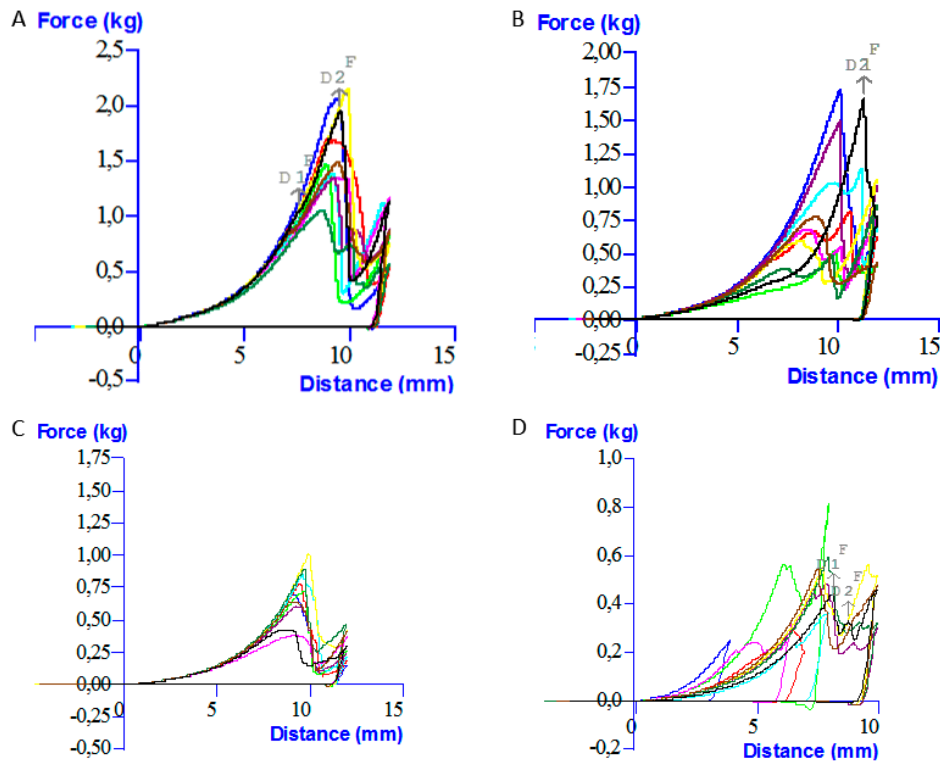 A
Force (kg)
2,5
2,0
1,5
1,0
0,5
0,0
-0,5
D 2 F
D 1 F
0 5 10 15
Distance (mm)
B
Force (kg)
2,00
1,75
1,50
1,25
1,00
0,75
0,50
0,25
0,00
-0,25
F
0 5 10 15
Distance (mm)
C
Force (kg)
1,75
1,50
1,25
1,00
0,75
0,50
0,25
0,00
-0,25
-0,50
0 5 10 15
Distance (mm)
D
Force (kg)
1,0
0,8
0,6
0,4
0,2
0,0
-0,2
1 F
D 2 F
0 5 10
Distance (mm)